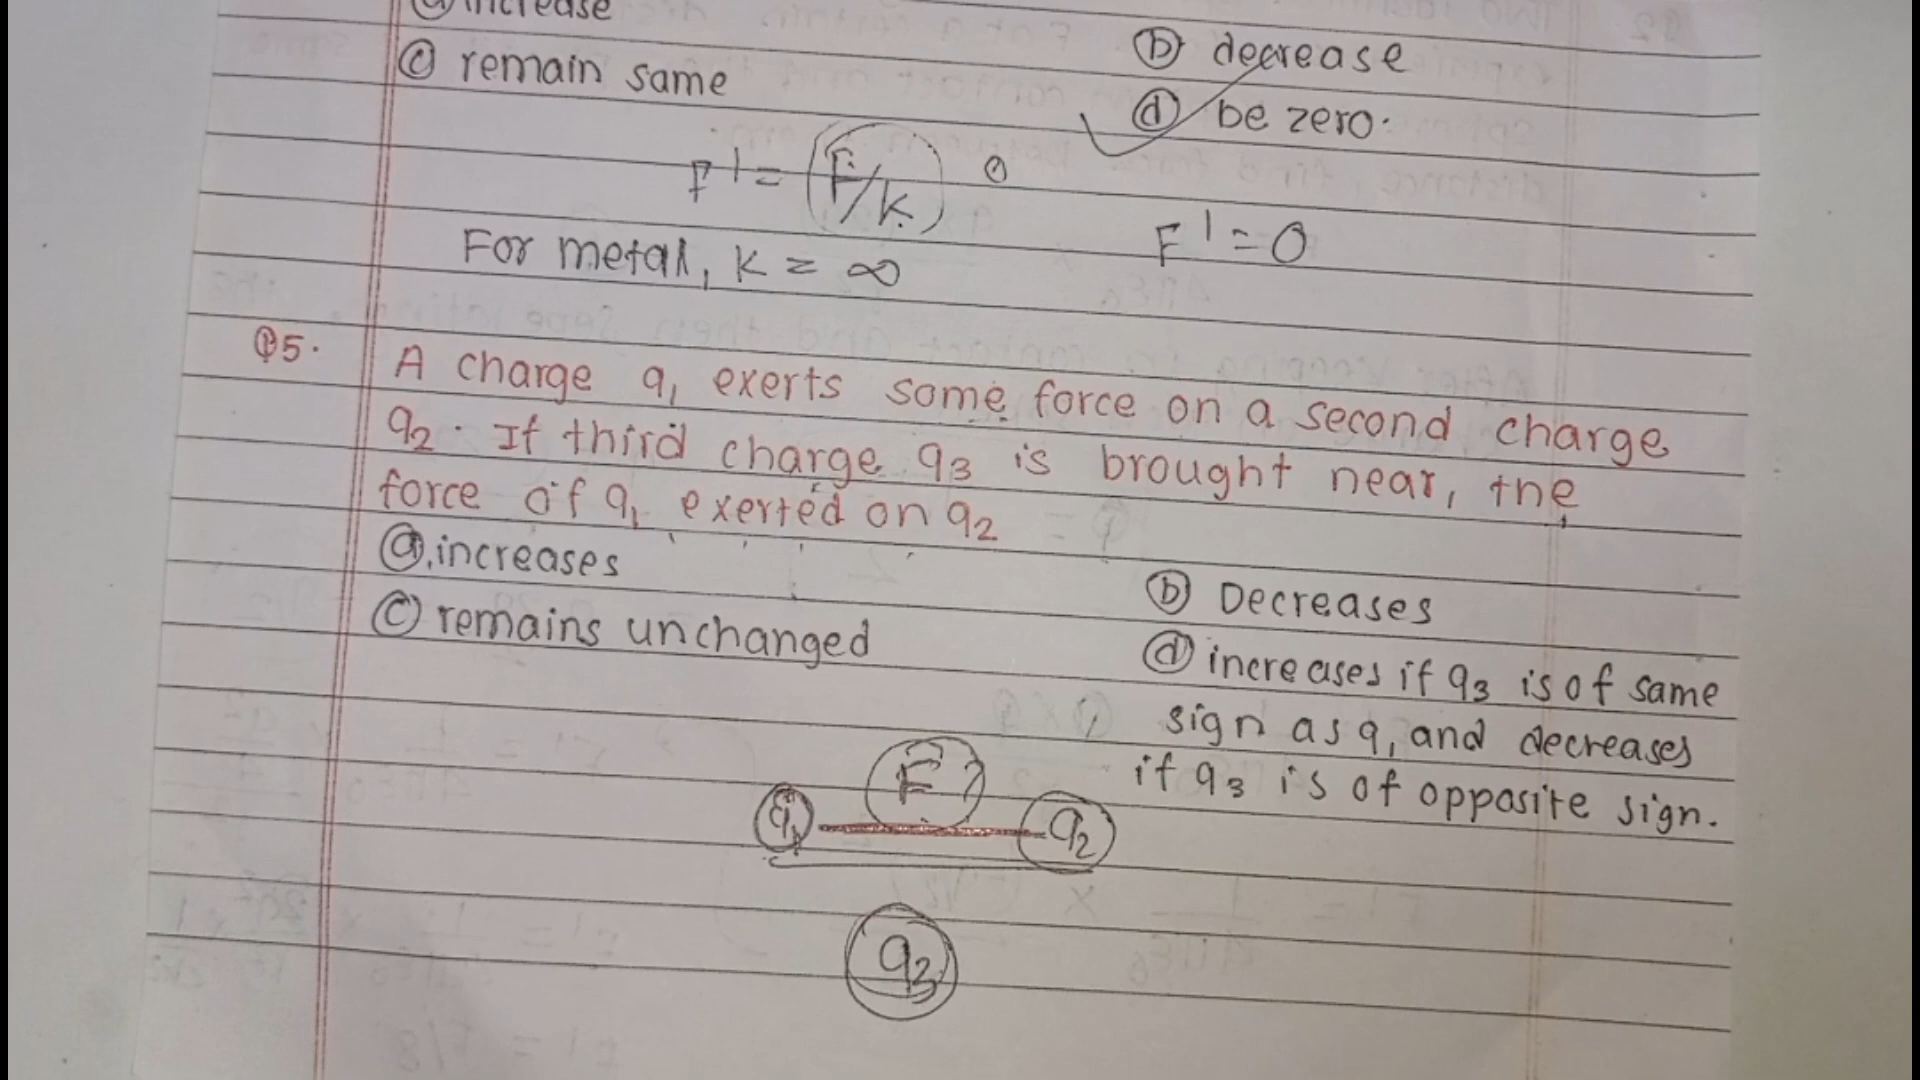 ⓐ increase
ⓑ decrease
ⓒ remain same
ⓓ be zero.
F' = (F/K)
F' = 0
For metal, K = ∞
Q5. A charge q₁ exerts some force on a second charge
q₂. If third charge q₃ is brought near, the
force of q₁ exerted on q₂
ⓐ increases
ⓑ Decreases
ⓒ remains unchanged
ⓓ increases if q₃ is of same
sign as q₁ and decreases
if q₃ is of opposite sign.
F?
q₁ q₂
q₃